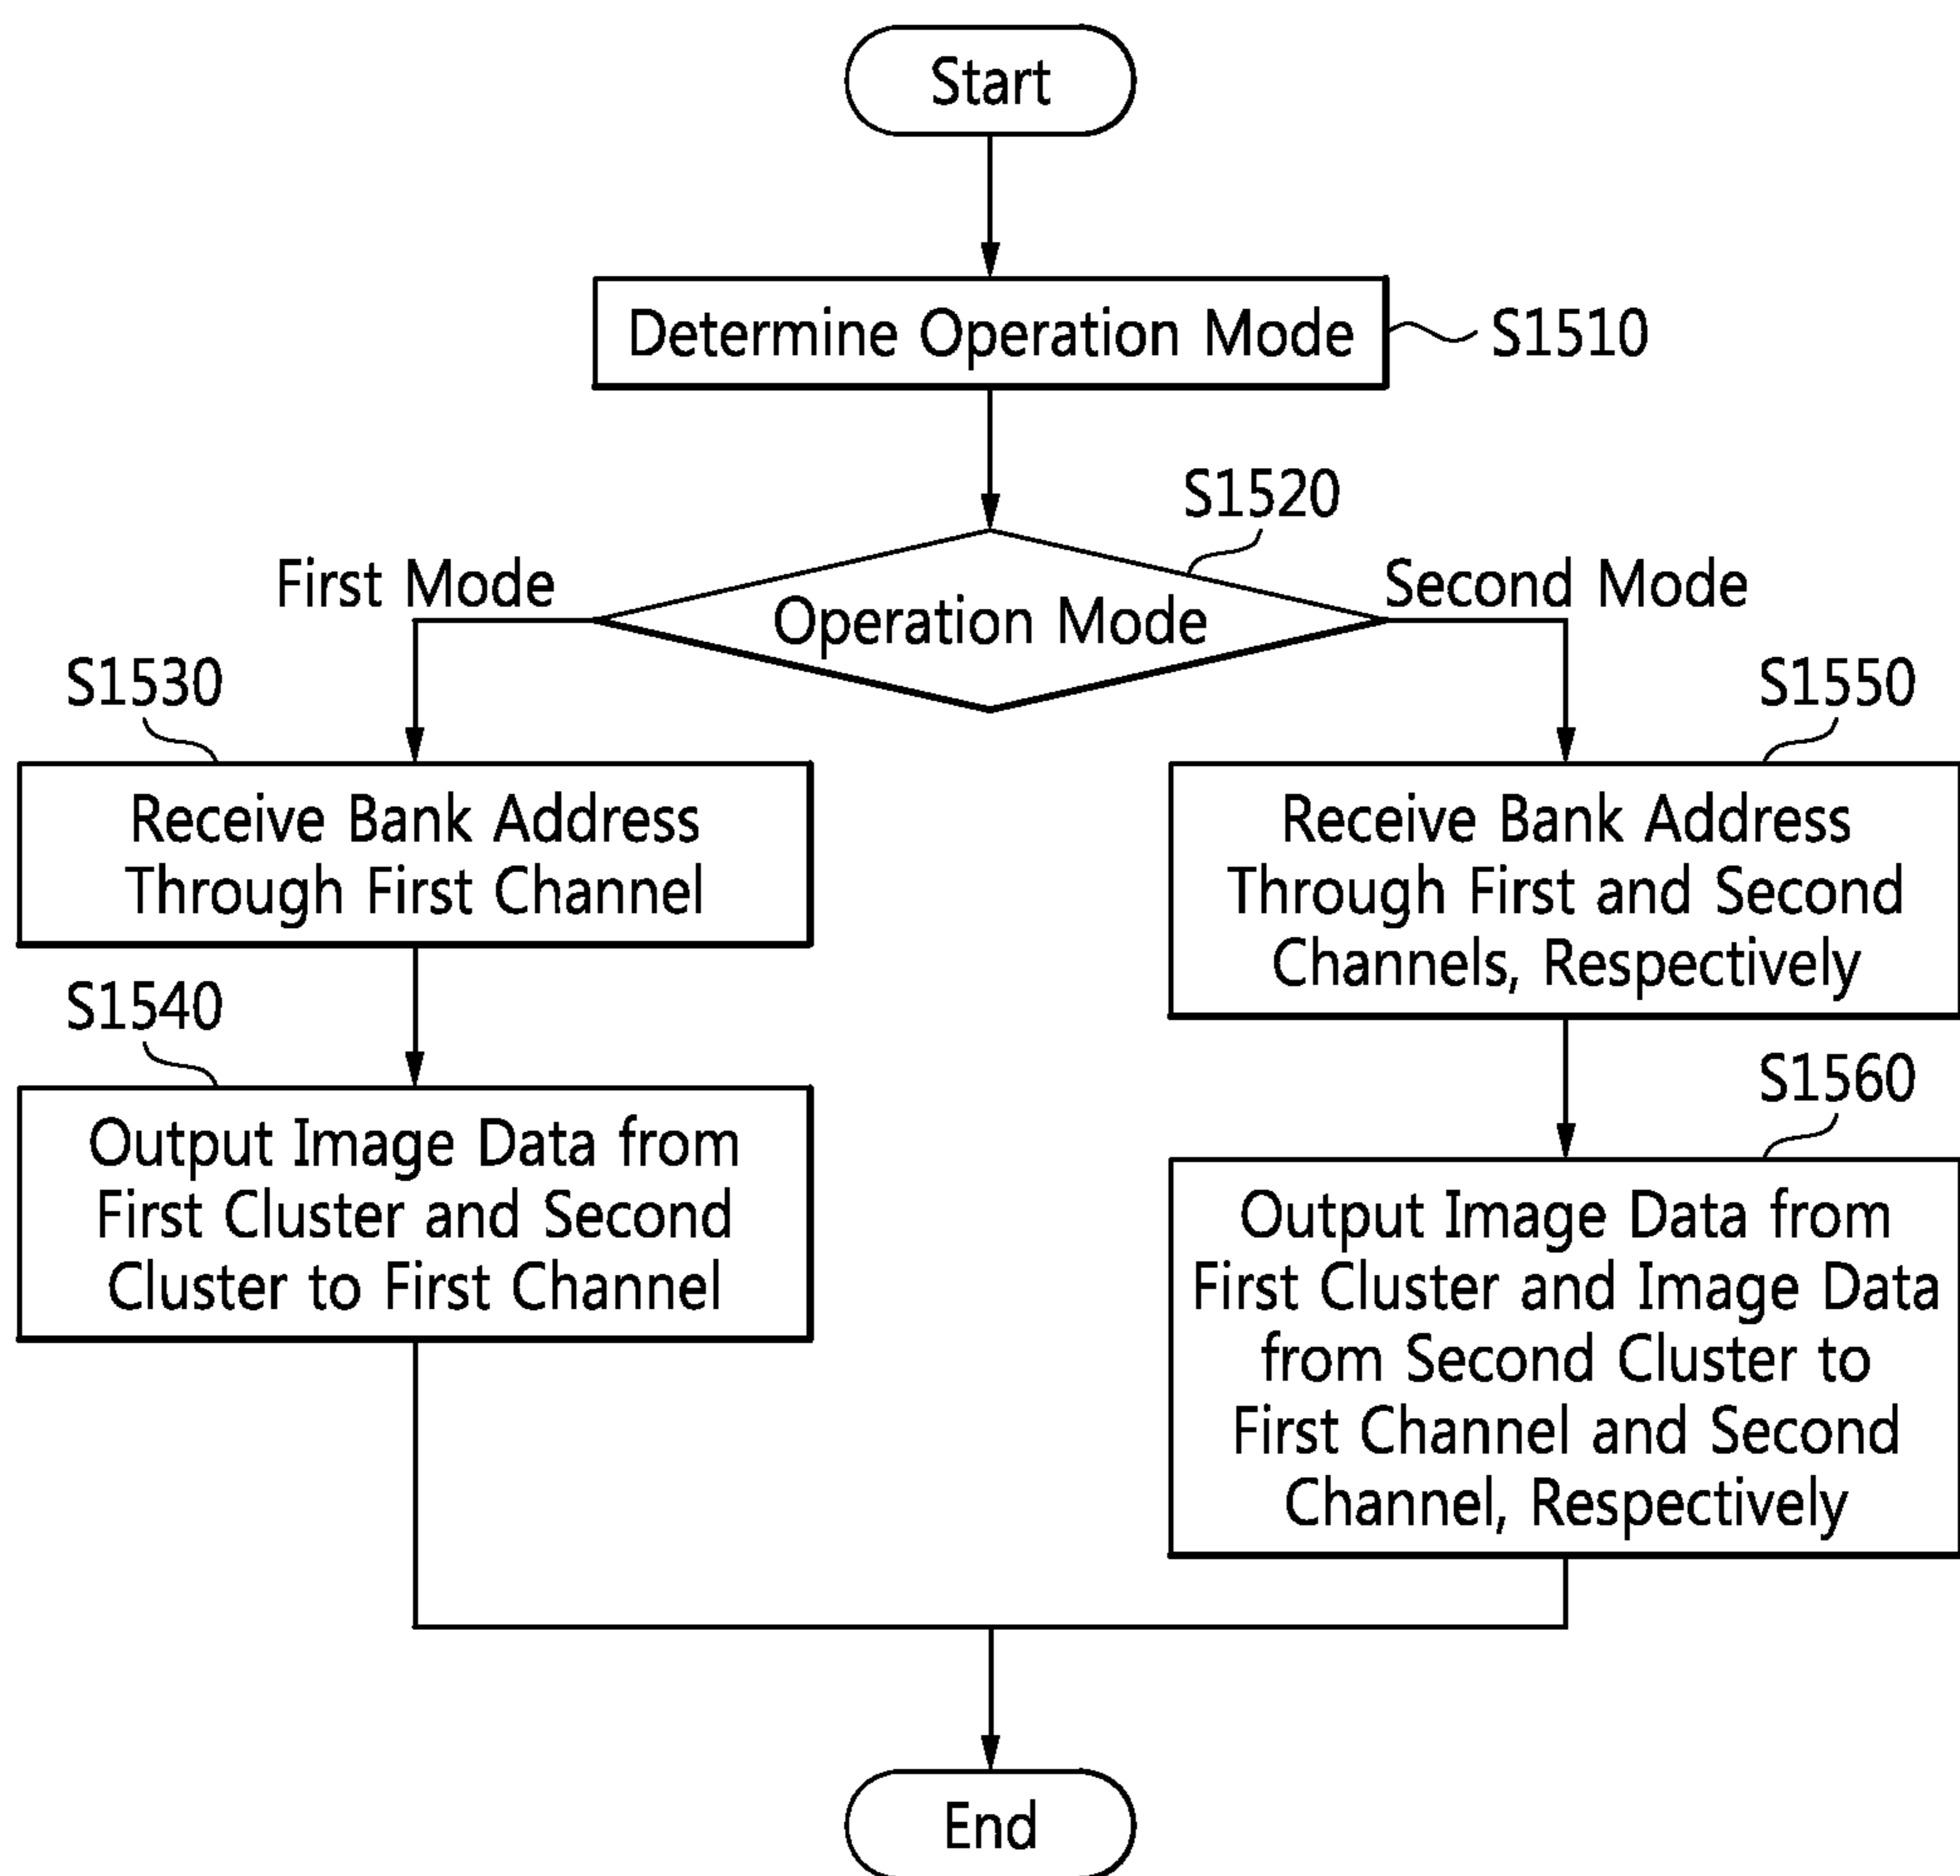 Start
Determine Operation Mode
S1510
S1520
First Mode
Operation Mode
Second Mode
S1530
Receive Bank Address
Through First Channel
S1540
Output Image Data from
First Cluster and Second
Cluster to First Channel
S1550
Receive Bank Address
Through First and Second
Channels, Respectively
S1560
Output Image Data from
First Cluster and Image Data
from Second Cluster to
First Channel and Second
Channel, Respectively
End